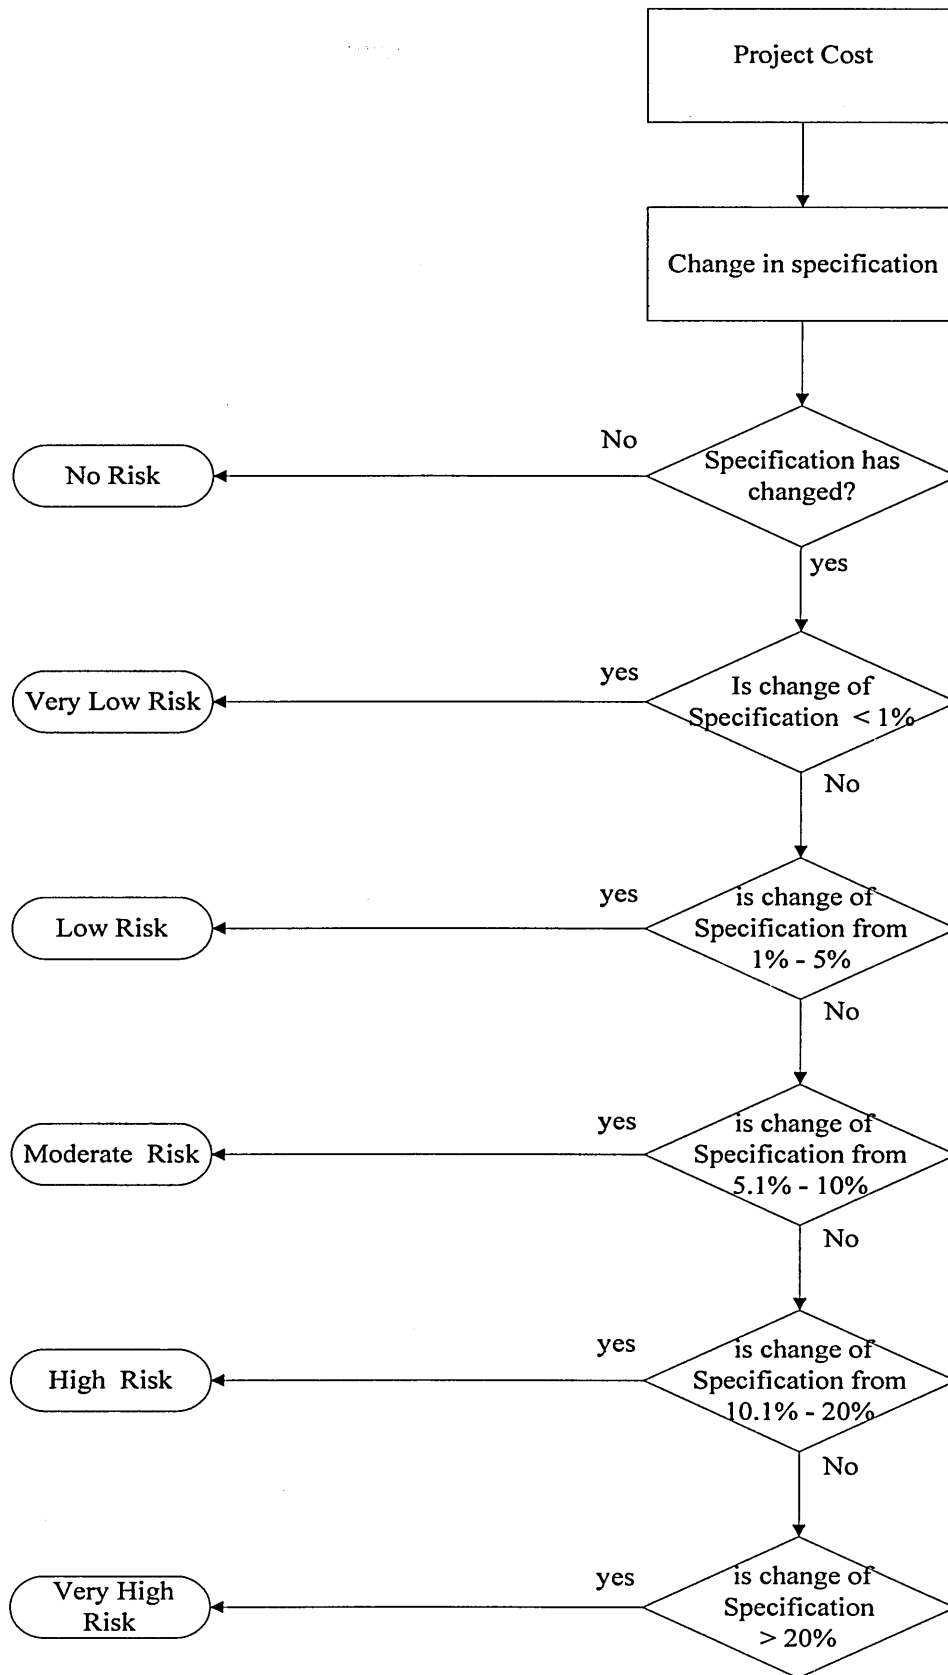 Project Cost
Change in specification
No
Specification has
changed?
No Risk
yes
yes
Is change of
Specification < 1%
Very Low Risk
No
yes
is change of
Specification from
1% - 5%
Low Risk
No
yes
is change of
Specification from
5.1% - 10%
Moderate Risk
No
yes
is change of
Specification from
10.1% - 20%
High Risk
No
yes
is change of
Specification
> 20%
Very High
Risk